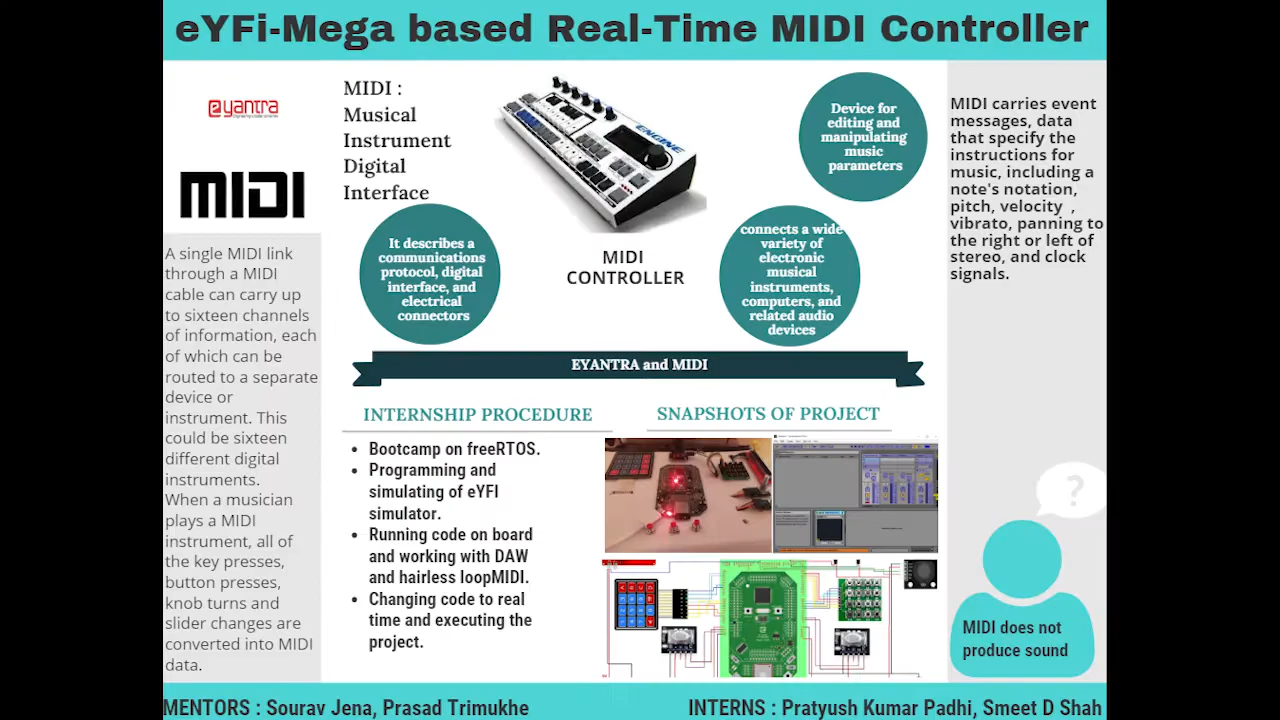 eYFi-Mega based Real-Time MIDI Controller
eyantra
MIDI
A single MIDI link
through a MIDI
cable can carry up
to sixteen channels
of information, each
of which can be
routed to a separate
device or
instrument. This
could be sixteen
different digital
instruments.
When a musician
plays a MIDI
instrument, all of
the key presses,
button presses,
knob turns and
slider changes are
converted into MIDI
data.
MIDI :
Musical
Instrument
Digital
Interface
ENGINE
MIDI
CONTROLLER
It describes a
communications
protocol, digital
interface, and
electrical
connectors
Device for
editing and
manipulating
music
parameters
connects a wide
variety of
electronic
musical
instruments,
computers, and
related audio
devices
EYANTRA and MIDI
INTERNSHIP PROCEDURE
• Bootcamp on freeRTOS.
• Programming and
simulating of eYFI
simulator.
• Running code on board
and working with DAW
and hairless loopMIDI.
• Changing code to real
time and executing the
project.
SNAPSHOTS OF PROJECT
MIDI carries event
messages, data
that specify the
instructions for
music, including a
note's notation,
pitch, velocity ,
vibrato, panning to
the right or left of
stereo, and clock
signals.
?
MIDI does not
produce sound
MENTORS : Sourav Jena, Prasad Trimukhe
INTERNS : Pratyush Kumar Padhi, Smeet D Shah